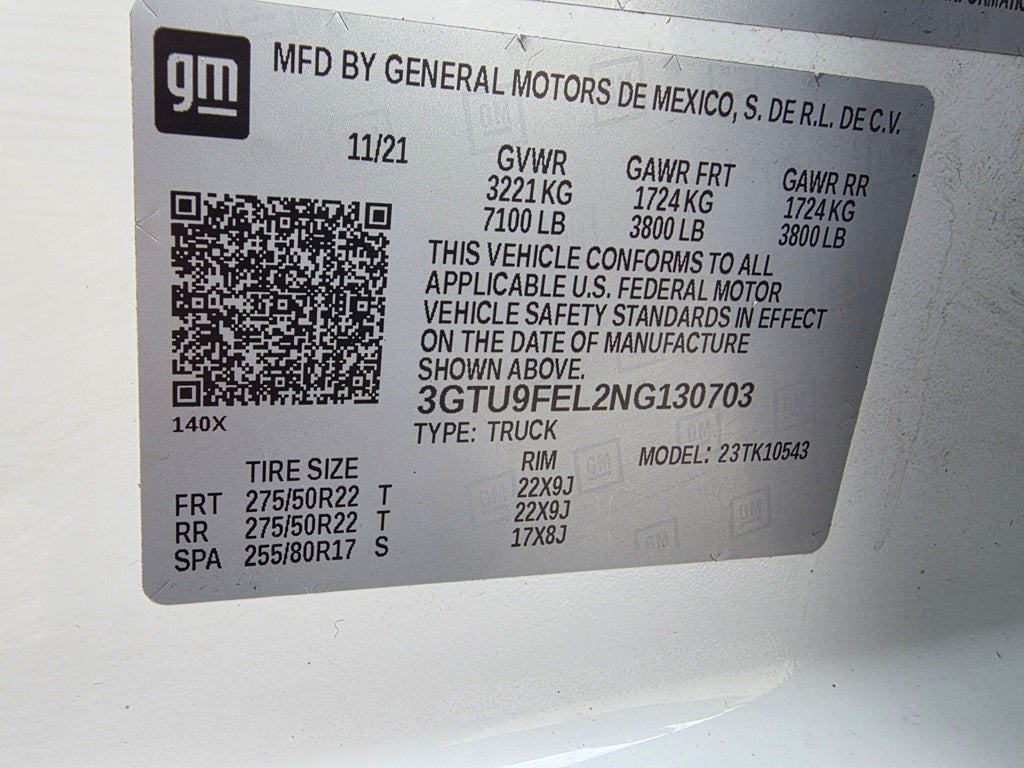 gm
MFD BY GENERAL MOTORS DE MEXICO, S. DE R.L. DE C.V.
11/21
GVWR GAWR FRT GAWR RR
3221 KG 1724 KG 1724 KG
7100 LB 3800 LB 3800 LB
THIS VEHICLE CONFORMS TO ALL
APPLICABLE U.S. FEDERAL MOTOR
VEHICLE SAFETY STANDARDS IN EFFECT
ON THE DATE OF MANUFACTURE
SHOWN ABOVE.
3GTU9FEL2NG130703
140X
TYPE: TRUCK
MODEL: 23TK10543
TIRE SIZE RIM
FRT 275/50R22 T 22X9J
RR 275/50R22 T 22X9J
SPA 255/80R17 S 17X8J